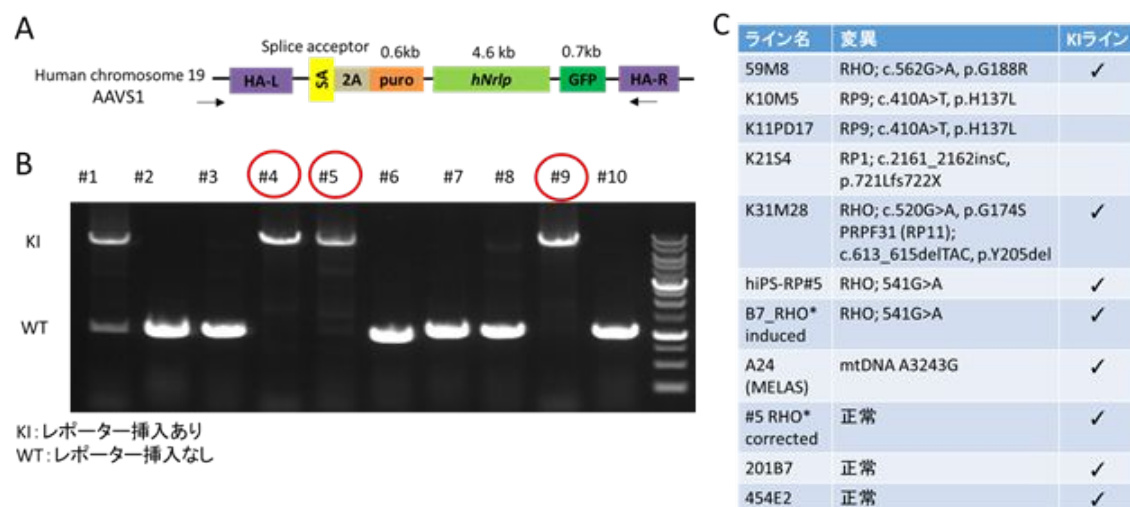 A
Splice acceptor 0.6kb 4.6 kb 0.7kb
Human chromosome 19
AAVS1
HA-L SA 2A puro hNrlp GFP HA-R
B
#1 #2 #3 #4 #5 #6 #7 #8 #9 #10
KI
WT
KI：レポーター挿入あり
WT：レポーター挿入なし
C
ライン名 変異 KIライン
59M8 RHO; c.562G>A, p.G188R ✓
K10M5 RP9; c.410A>T, p.H137L
K11PD17 RP9; c.410A>T, p.H137L
K21S4 RP1; c.2161_2162insC,
p.721Lfs722X
K31M28 RHO; c.520G>A, p.G174S ✓
PRPF31 (RP11);
c.613_615delTAC, p.Y205del
hiPS-RP#5 RHO; 541G>A ✓
B7_RHO* RHO; 541G>A ✓
induced
A24 mtDNA A3243G ✓
(MELAS)
#5 RHO* 正常 ✓
corrected
201B7 正常 ✓
454E2 正常 ✓